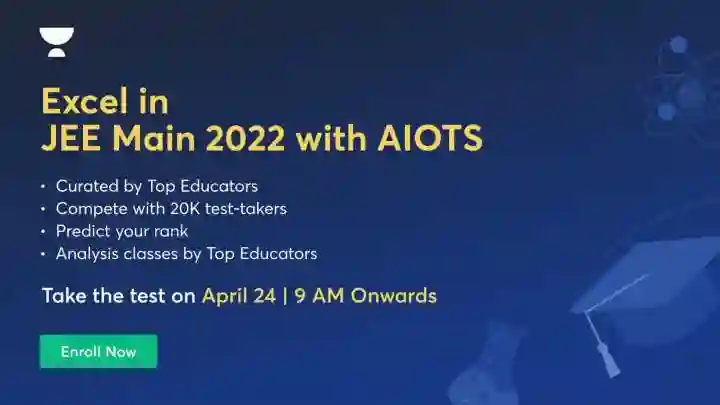 Excel in
JEE Main 2022 with AIOTS
• Curated by Top Educators
• Compete with 20K test-takers
• Predict your rank
• Analysis classes by Top Educators
Take the test on April 24 | 9 AM Onwards
Enroll Now